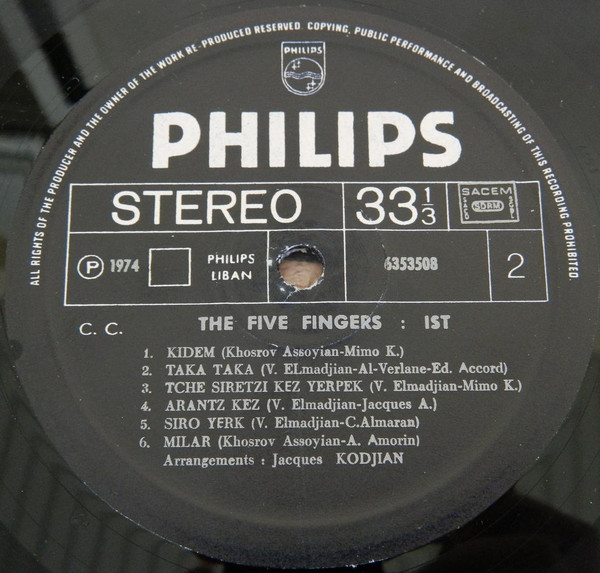 ALL RIGHTS OF THE PRODUCER AND THE OWNER OF THE WORK RE-PRODUCED RESERVED. COPYING, PUBLIC PERFORMANCE AND BROADCASTING OF THIS RECORDING PROHIBITED.
PHILIPS
PHILIPS
STEREO
33 1/3
SACEM
SDRM
℗ 1974
PHILIPS
LIBAN
6353508
2
C. C.
THE FIVE FINGERS : IST
1. KIDEM (Khosrov Assoyian-Mimo K.)
2. TAKA TAKA (V. ELmadjian-Al-Verlane-Ed. Accord)
3. TCHE SIRETZI KEZ YERPEK (V. Elmadjian-Mimo K.)
4. ARANTZ KEZ (V. Elmadjian-Jacques A.)
5. SIRO YERK (V. Elmadjian-C.Almaran)
6. MILAR (Khosrov Assoyian-A. Amorin)
Arrangements : Jacques KODJIAN